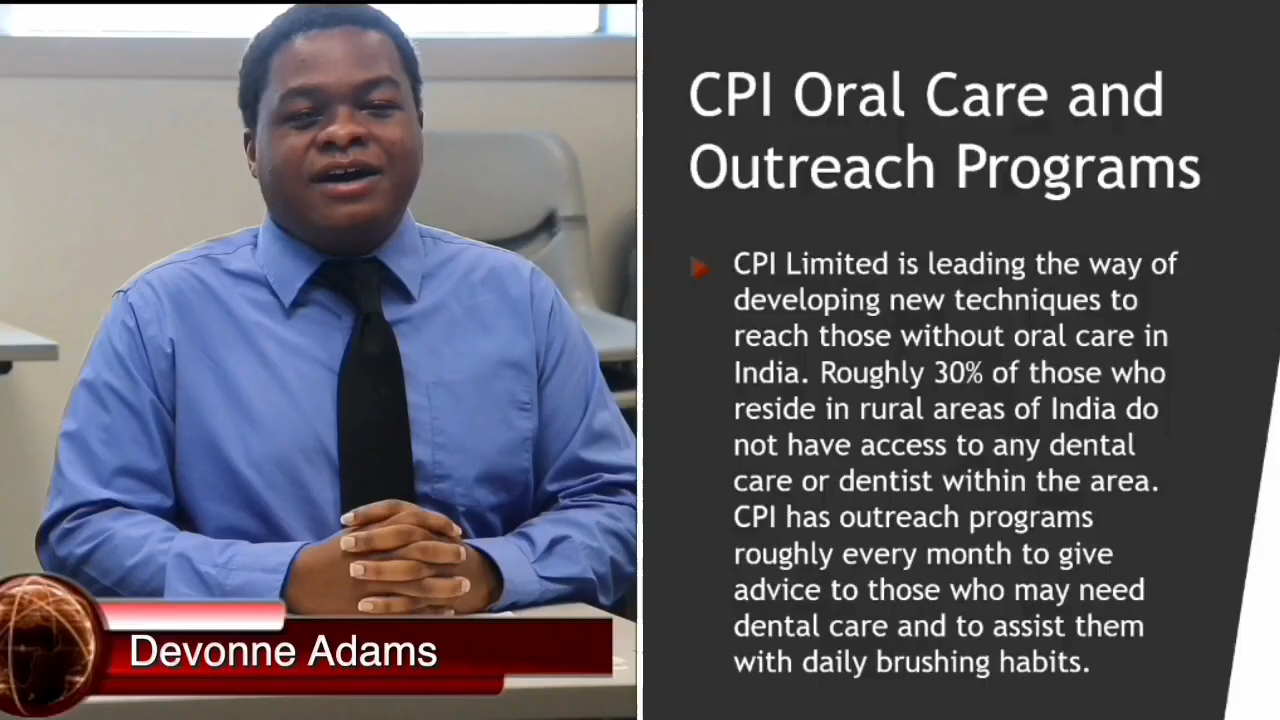 CPI Oral Care and
Outreach Programs
CPI Limited is leading the way of
developing new techniques to
reach those without oral care in
India. Roughly 30% of those who
reside in rural areas of India do
not have access to any dental
care or dentist within the area.
CPI has outreach programs
roughly every month to give
advice to those who may need
dental care and to assist them
with daily brushing habits.
Devonne Adams